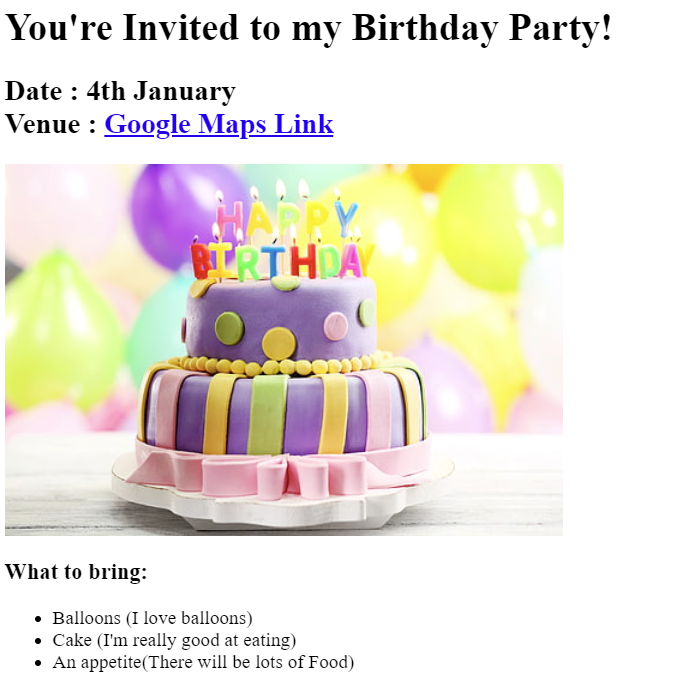 You're Invited to my Birthday Party!
Date : 4th January
Venue : Google Maps Link
HAPPY
BIRTHDAY
What to bring:
Balloons (I love balloons)
Cake (I'm really good at eating)
An appetite(There will be lots of Food)